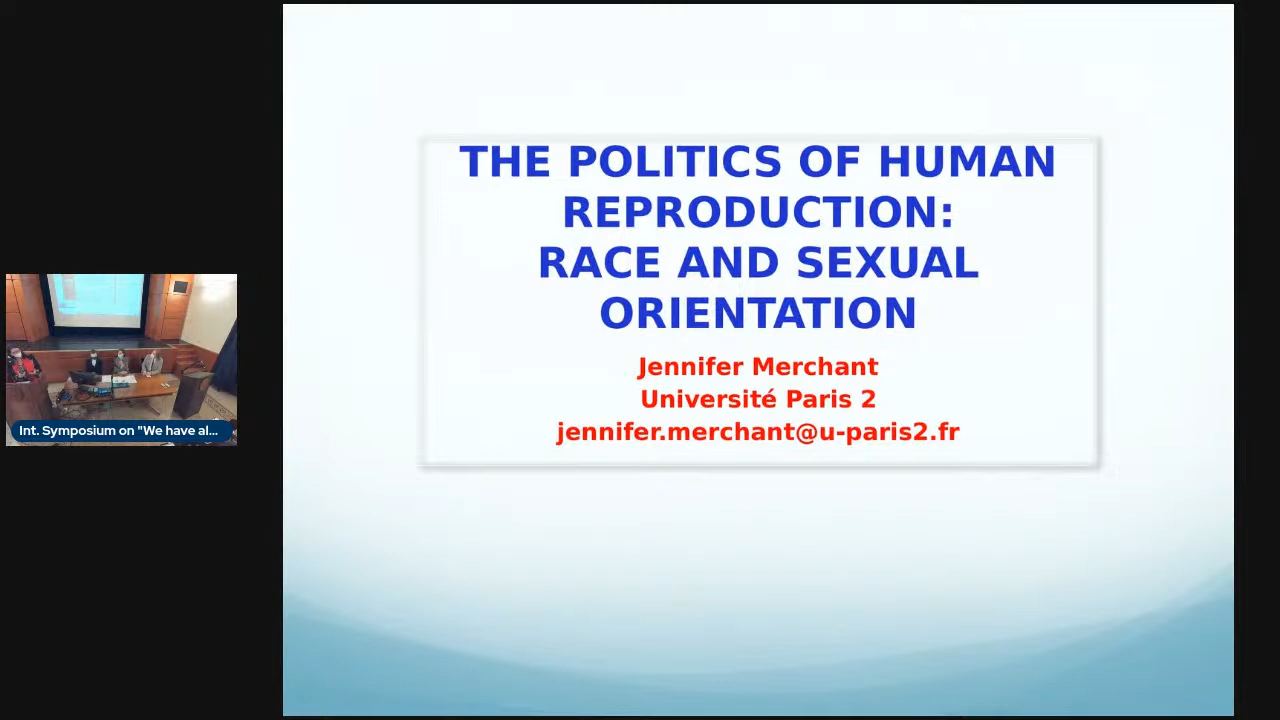 THE POLITICS OF HUMAN
REPRODUCTION:
RACE AND SEXUAL
ORIENTATION
Jennifer Merchant
Université Paris 2
jennifer.merchant@u-paris2.fr
Int. Symposium on "We have al...